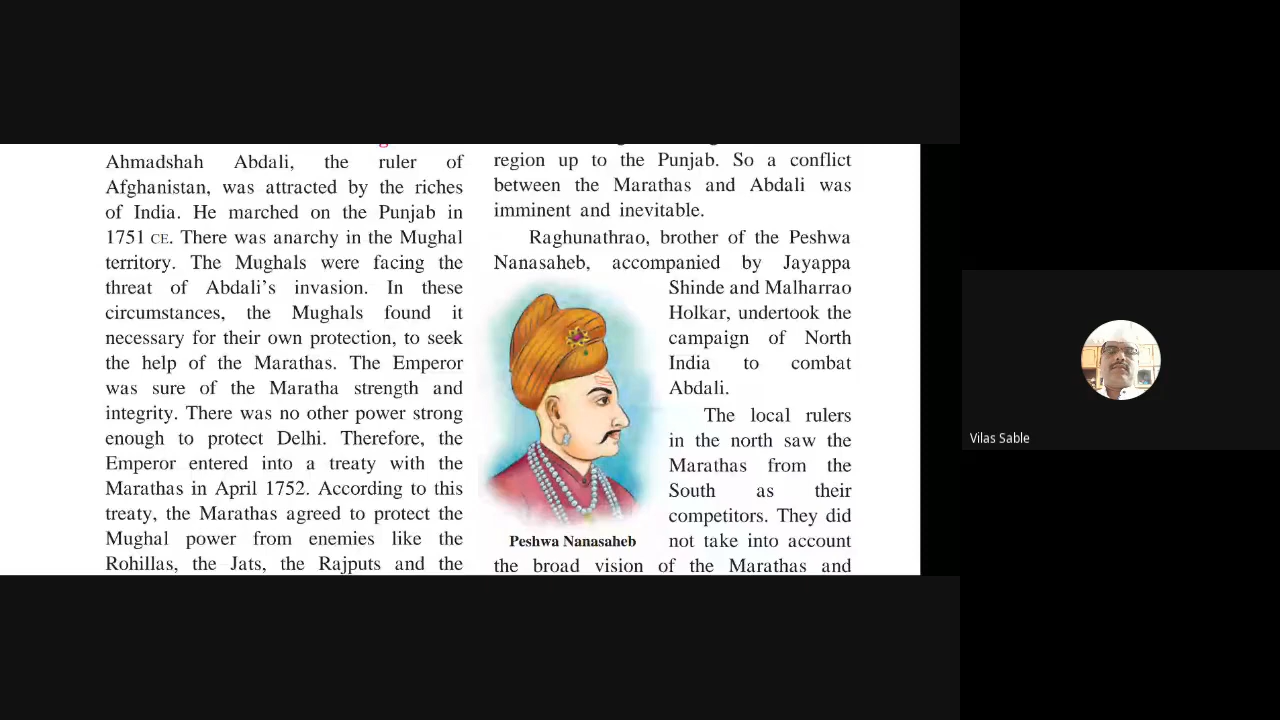 Ahmadshah Abdali, the ruler of
Afghanistan, was attracted by the riches
of India. He marched on the Punjab in
1751 CE. There was anarchy in the Mughal
territory. The Mughals were facing the
threat of Abdali's invasion. In these
circumstances, the Mughals found it
necessary for their own protection, to seek
the help of the Marathas. The Emperor
was sure of the Maratha strength and
integrity. There was no other power strong
enough to protect Delhi. Therefore, the
Emperor entered into a treaty with the
Marathas in April 1752. According to this
treaty, the Marathas agreed to protect the
Mughal power from enemies like the
Rohillas, the Jats, the Rajputs and the
region up to the Punjab. So a conflict
between the Marathas and Abdali was
imminent and inevitable.
Raghunathrao, brother of the Peshwa
Nanasaheb, accompanied by Jayappa
Shinde and Malharrao
Holkar, undertook the
campaign of North
India to combat
Abdali.
The local rulers
in the north saw the
Marathas from the
South as their
competitors. They did
not take into account
the broad vision of the Marathas and
Peshwa Nanasaheb
Vilas Sable